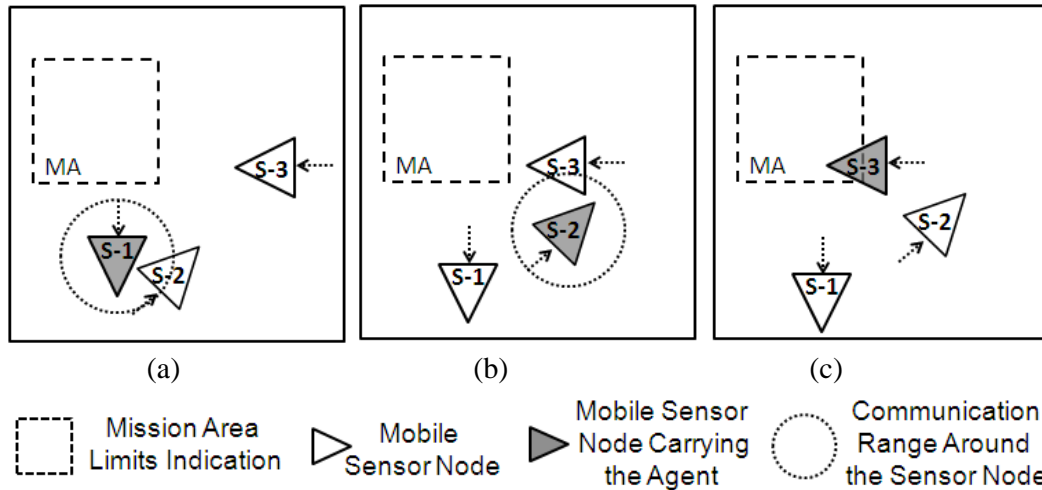 MA
S-1
S-2
S-3
MA
S-1
S-2
S-3
MA
S-3
S-2
S-1
(a)
(b)
(c)
Mission Area
Limits Indication
Mobile
Sensor Node
Mobile Sensor
Node Carrying
the Agent
Communication
Range Around
the Sensor Node